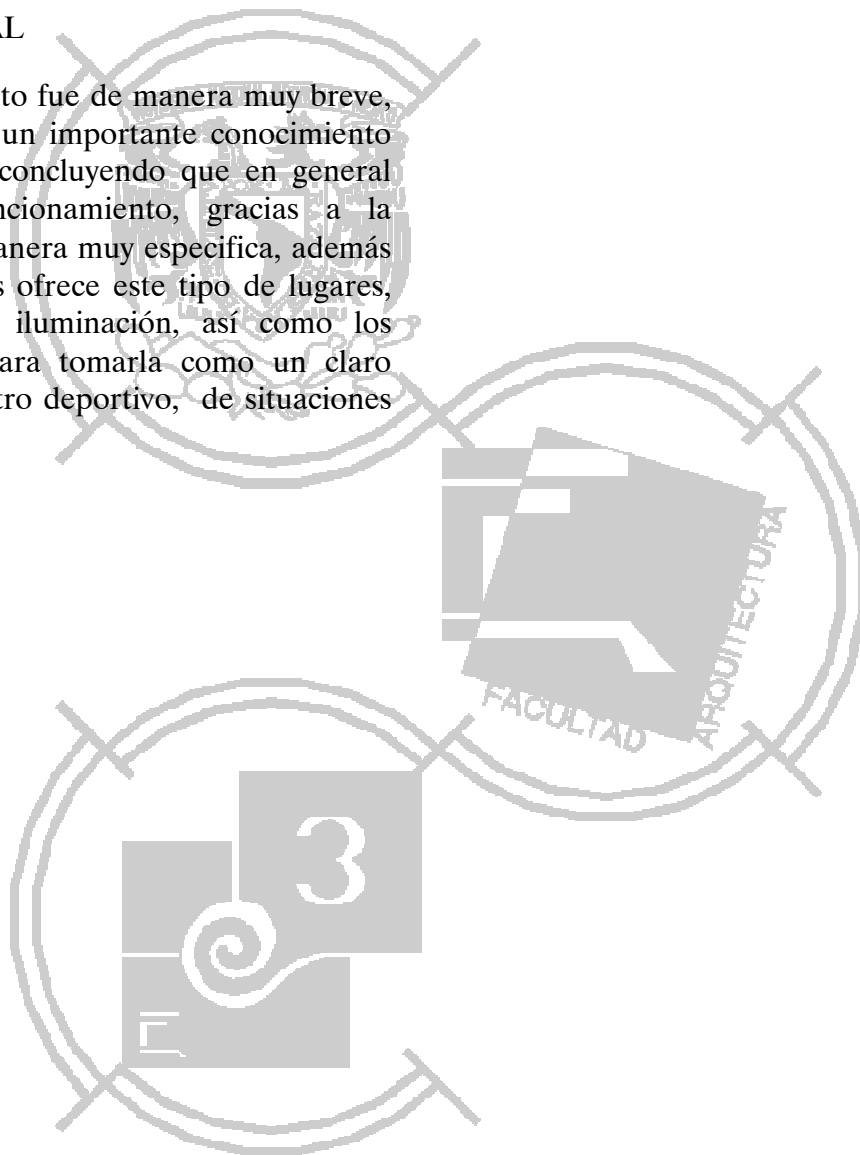 AL
to fue de manera muy breve,
un importante conocimiento
concluyendo que en general
ncionamiento, gracias a la
anera muy especifica, además
s ofrece este tipo de lugares,
iluminación, así como los
ara tomarla como un claro
tro deportivo, de situaciones
FACULTAD
ARQUITECTURA
3